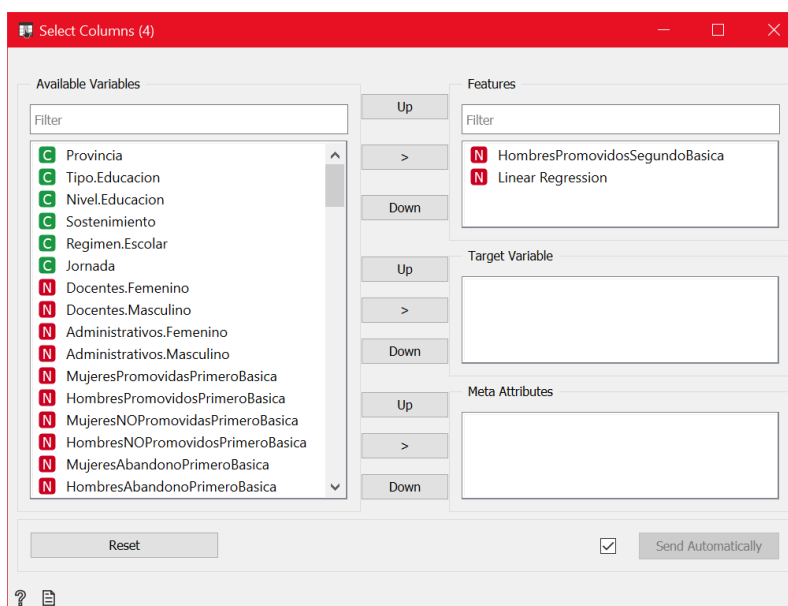 Select Columns (4)
Available Variables
Filter
C Provincia
C Tipo.Educacion
C Nivel.Educacion
C Sostenimiento
C Regimen.Escolar
C Jornada
N Docentes.Femenino
N Docentes.Masculino
N Administrativos.Femenino
N Administrativos.Masculino
N MujeresPromovidasPrimeroBasica
N HombresPromovidosPrimeroBasica
N MujeresNOPromovidasPrimeroBasica
N HombresNOPromovidosPrimeroBasica
N MujeresAbandonoPrimeroBasica
N HombresAbandonoPrimeroBasica
Up
>
Down
Up
>
Down
Up
>
Down
Features
Filter
N HombresPromovidosSegundoBasica
N Linear Regression
Target Variable
Meta Attributes
Reset
Send Automatically
?